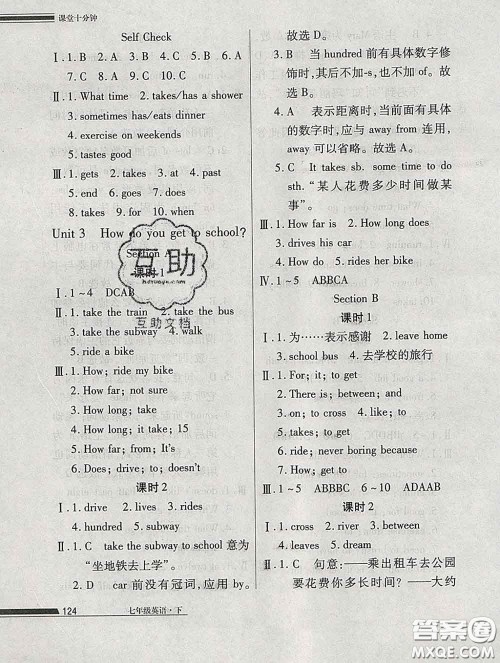 课堂十分钟
Self Check
Ⅰ.1. B 2. A 3. C 4. B 5. A 6. D
7. A 8. B 9. C 10. C
Ⅱ.1. What time 2. takes/has a shower
3. sometimes has/eats dinner
4. exercise on weekends
5. tastes good
Ⅲ.1. gets 2. takes 3. at 4. past
5. end 6. goes 7. does
8. takes 9. for 10. when
Unit 3 How do you get to school?
Section A
课时 1
Ⅰ.1～4 DCAB
Ⅱ.1. take the train 2. take the bus
3. take the subway 4. walk
5. ride a bike
Ⅲ.1. How; ride my bike
2. How far; not sure
3. How long; take
4. How long; it takes; 15
5. How far; from; It's
6. Does; drive; to; doesn't
课时 2
Ⅰ.1. drive 2. lives 3. rides
4. hundred 5. subway
Ⅱ.1. C take the subway to school 意为
“坐地铁去上学”。
2. D car 前没有冠词,应用 by。
故选 D。
3. B 当 hundred 前有具体数字修
饰时,其后不加-s,也不加 of。故
选 B。
4. A 表示距离时,当前面有具体
的数字时,应与 away from 连用,
away 可以省略。故选 A。
5. C It takes sb. some time to do
sth. “某人花费多少时间做某
事”。
Ⅲ.1. How far is 2. How long does
3. drives his car
4. How do 5. rides her bike to
Ⅳ.1～5 ABBCA
Section B
课时 1
Ⅰ.1. 为……表示感谢 2. leave home
3. school bus 4. 去学校的旅行
Ⅱ.1. For; it; to get
2. There is; between
3. on; to cross 4. like; to
5. takes; to get
6. ride; never boring because
7. How long; to get
Ⅲ.1～5 ABBBC 6～10 ADAAB
课时 2
Ⅰ.1. cross 2. river 3. between
4. dream 5. leave
Ⅱ.1. C 句意:——乘出租车去公园
要花费你多长时间? ——大约
互助
互助文档
124 七年级英语·下